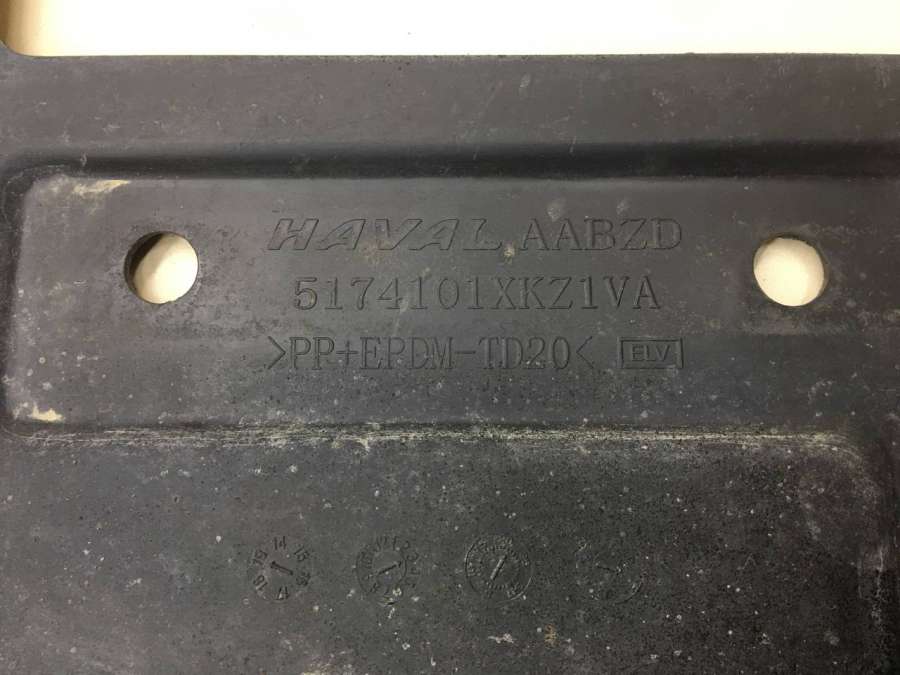 HAVAL AABZD
5174101XKZ1VA
>PP+EPDM-TD20< ELV